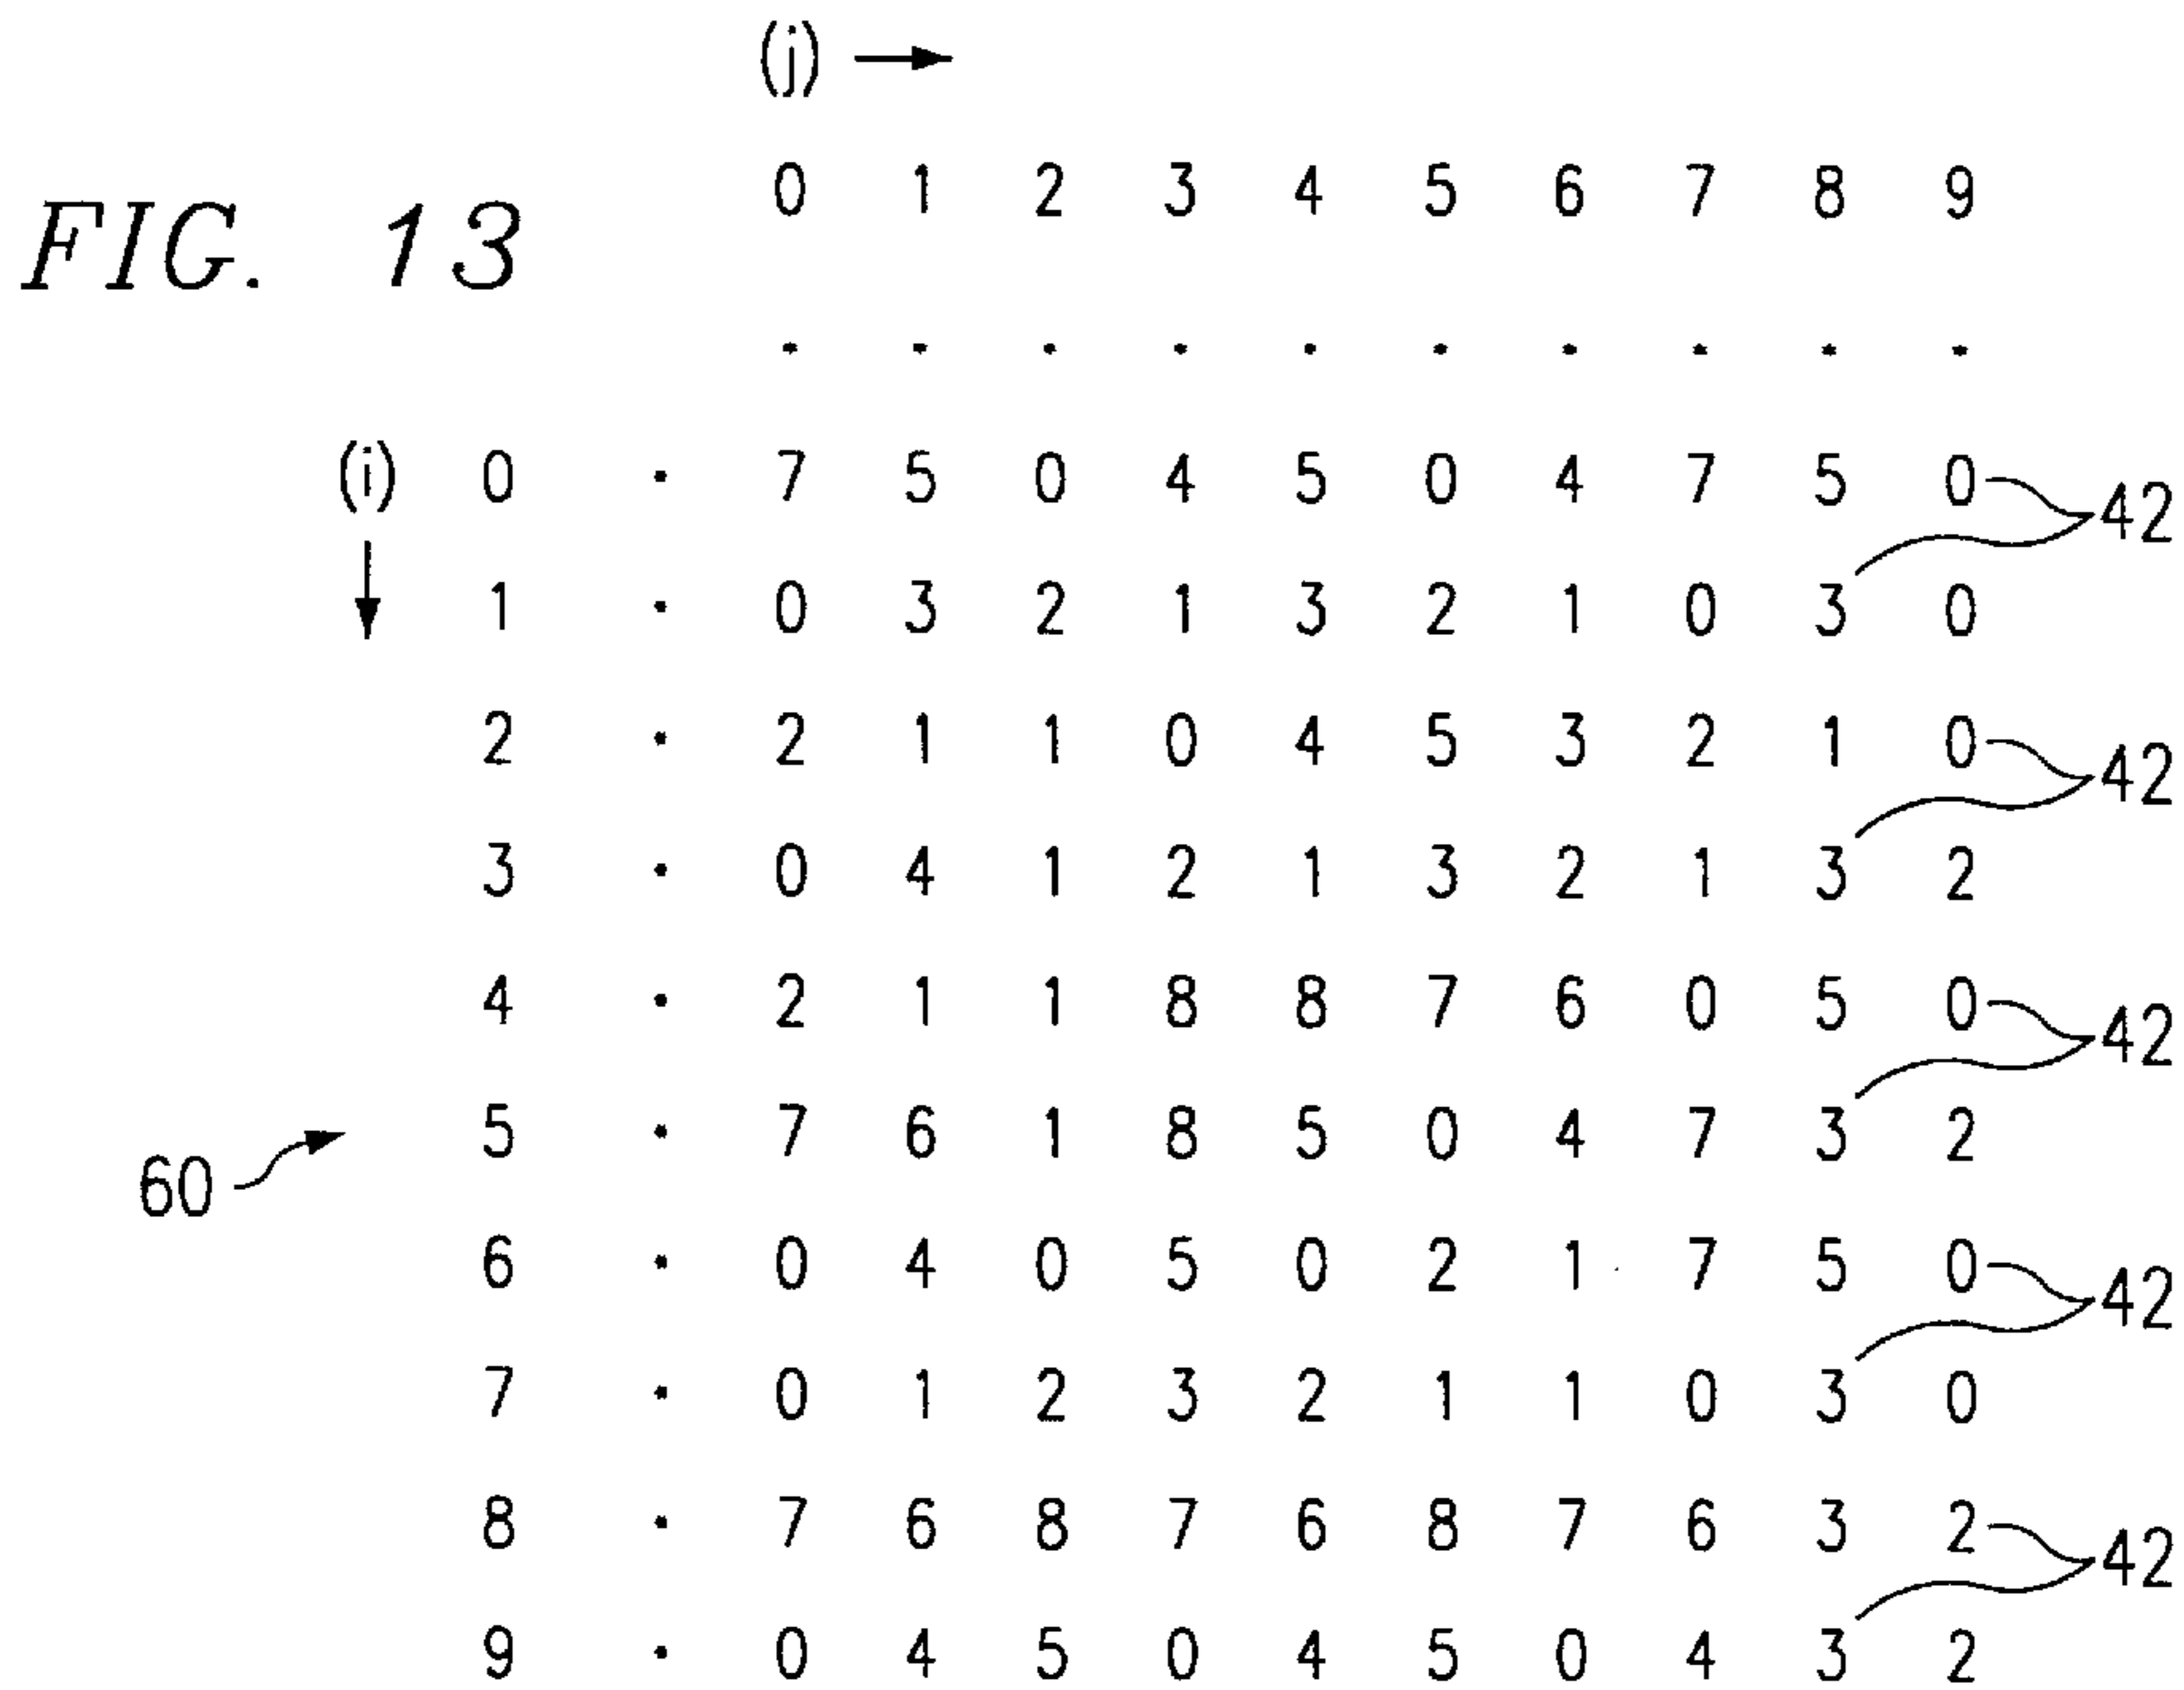 (j)
FIG. 13
0 1 2 3 4 5 6 7 8 9
. . . . . . . . . .
(i) 0 . 7 5 0 4 5 0 4 7 5 0 42
1 . 0 3 2 1 3 2 1 0 3 0
2 . 2 1 1 0 4 5 3 2 1 0 42
3 . 0 4 1 2 1 3 2 1 3 2
4 . 2 1 1 8 8 7 6 0 5 0 42
5 . 7 6 1 8 5 0 4 7 3 2
60
6 . 0 4 0 5 0 2 1 7 5 0 42
7 . 0 1 2 3 2 1 1 0 3 0
8 . 7 6 8 7 6 8 7 6 3 2 42
9 . 0 4 5 0 4 5 0 4 3 2